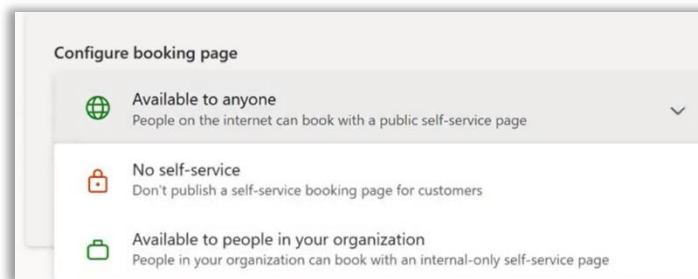 Configure booking page
Available to anyone
People on the internet can book with a public self-service page
No self-service
Don't publish a self-service booking page for customers
Available to people in your organization
People in your organization can book with an internal-only self-service page